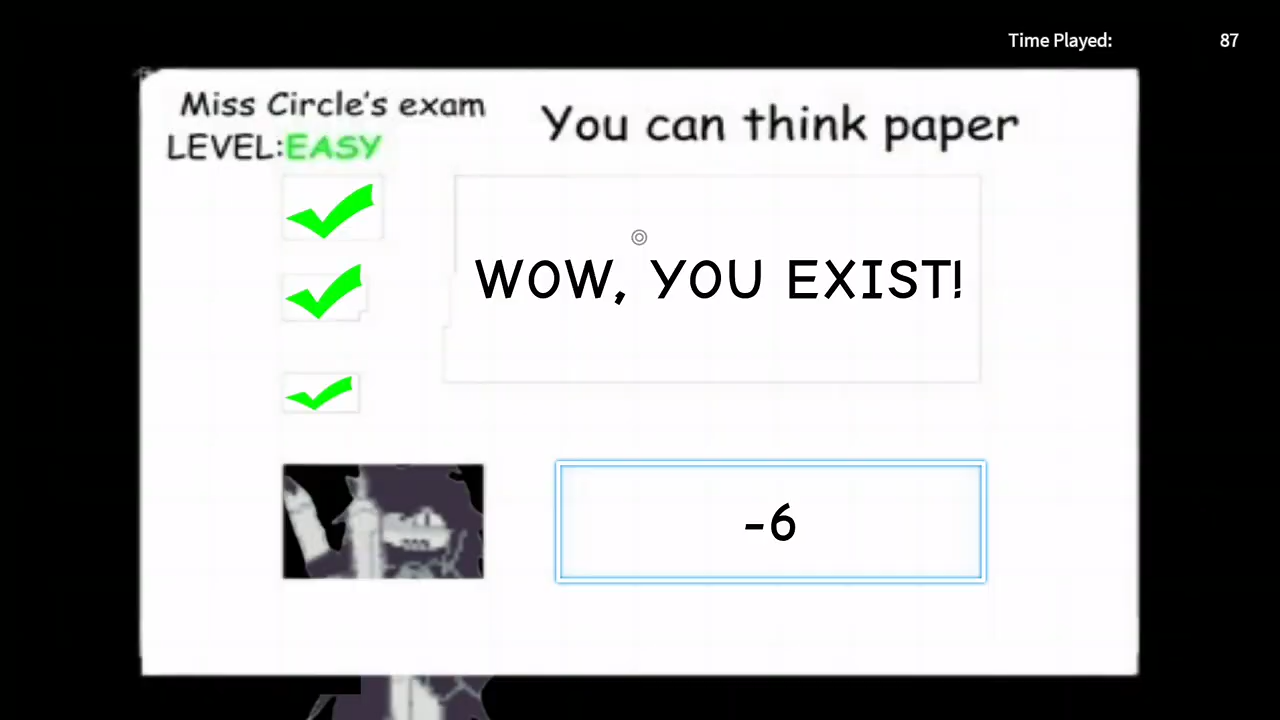 Time Played: 87
Miss Circle's exam
You can think paper
LEVEL:EASY
WOW, YOU EXIST!
-6